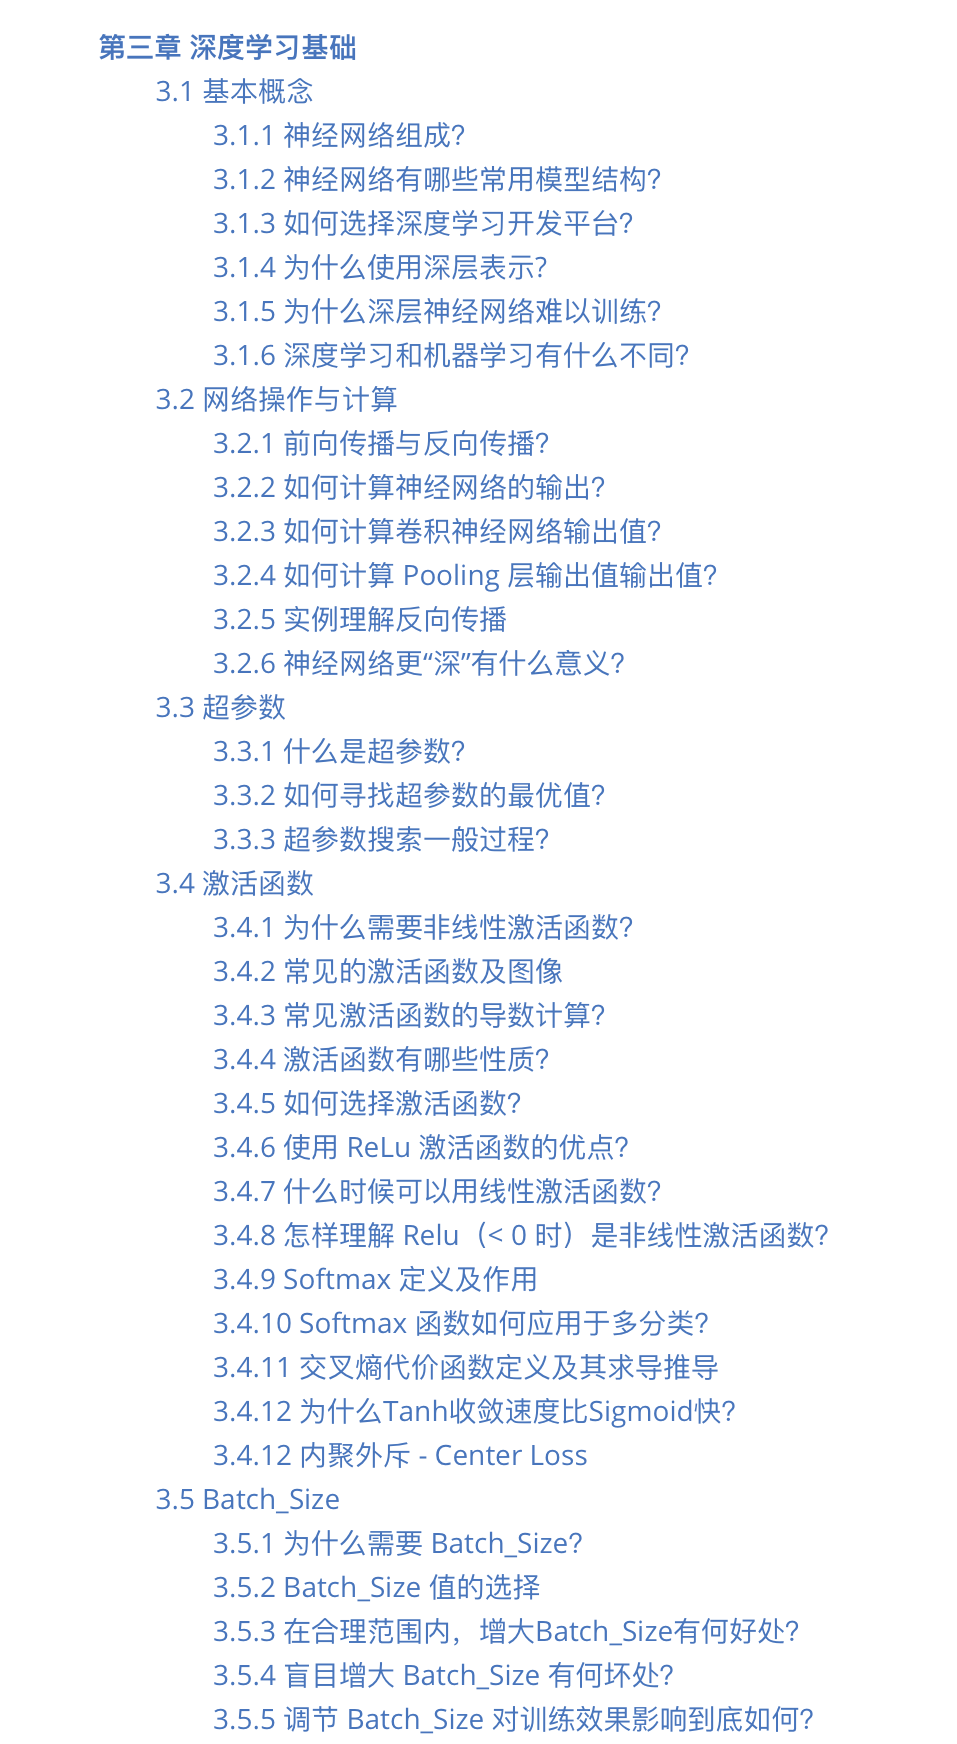 第三章 深度学习基础
3.1 基本概念
3.1.1 神经网络组成？
3.1.2 神经网络有哪些常用模型结构？
3.1.3 如何选择深度学习开发平台？
3.1.4 为什么使用深层表示?
3.1.5 为什么深层神经网络难以训练？
3.1.6 深度学习和机器学习有什么不同？
3.2 网络操作与计算
3.2.1 前向传播与反向传播？
3.2.2 如何计算神经网络的输出？
3.2.3 如何计算卷积神经网络输出值？
3.2.4 如何计算 Pooling 层输出值输出值？
3.2.5 实例理解反向传播
3.2.6 神经网络更“深”有什么意义？
3.3 超参数
3.3.1 什么是超参数？
3.3.2 如何寻找超参数的最优值？
3.3.3 超参数搜索一般过程？
3.4 激活函数
3.4.1 为什么需要非线性激活函数？
3.4.2 常见的激活函数及图像
3.4.3 常见激活函数的导数计算？
3.4.4 激活函数有哪些性质？
3.4.5 如何选择激活函数？
3.4.6 使用 ReLu 激活函数的优点？
3.4.7 什么时候可以用线性激活函数？
3.4.8 怎样理解 Relu（< 0 时）是非线性激活函数？
3.4.9 Softmax 定义及作用
3.4.10 Softmax 函数如何应用于多分类？
3.4.11 交叉熵代价函数定义及其求导推导
3.4.12 为什么Tanh收敛速度比Sigmoid快？
3.4.12 内聚外斥 - Center Loss
3.5 Batch_Size
3.5.1 为什么需要 Batch_Size？
3.5.2 Batch_Size 值的选择
3.5.3 在合理范围内，增大Batch_Size有何好处？
3.5.4 盲目增大 Batch_Size 有何坏处？
3.5.5 调节 Batch_Size 对训练效果影响到底如何？